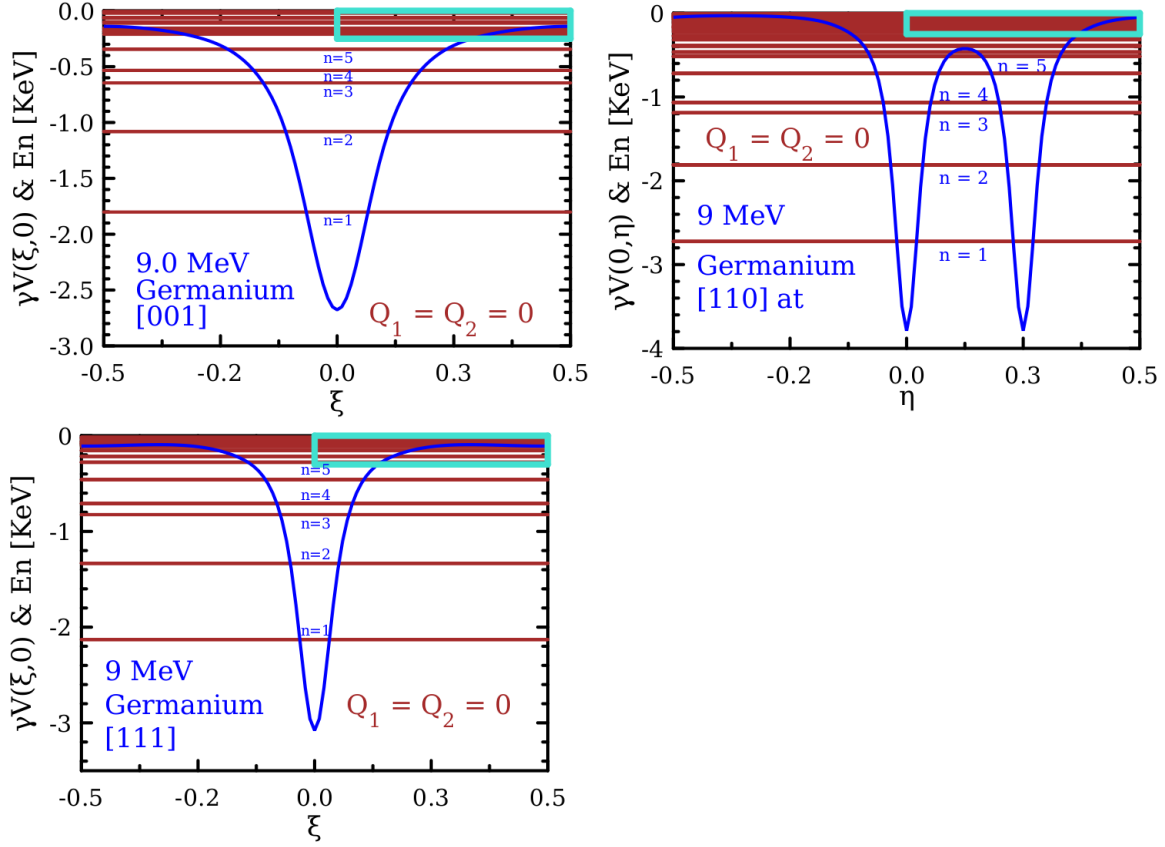 γV(ξ,0) & En [KeV]
0.0
-0.5
-1.0
-1.5
-2.0
-2.5
-3.0
n=5
n=4
n=3
n=2
n=1
9.0 MeV
Germanium
[001]
Q1 = Q2 = 0
-0.5
-0.2
0.0
0.3
0.5
ξ
γV(0,η) & En [KeV]
0
-1
-2
-3
-4
n = 5
n = 4
n = 3
n = 2
n = 1
Q1 = Q2 = 0
9 MeV
Germanium
[110] at
-0.5
-0.2
0.0
0.3
0.5
η
γV(ξ,0) & En [KeV]
0
-1
-2
-3
n=5
n=4
n=3
n=2
n=1
9 MeV
Germanium
[111]
Q1 = Q2 = 0
-0.5
-0.2
0.0
0.3
0.5
ξ